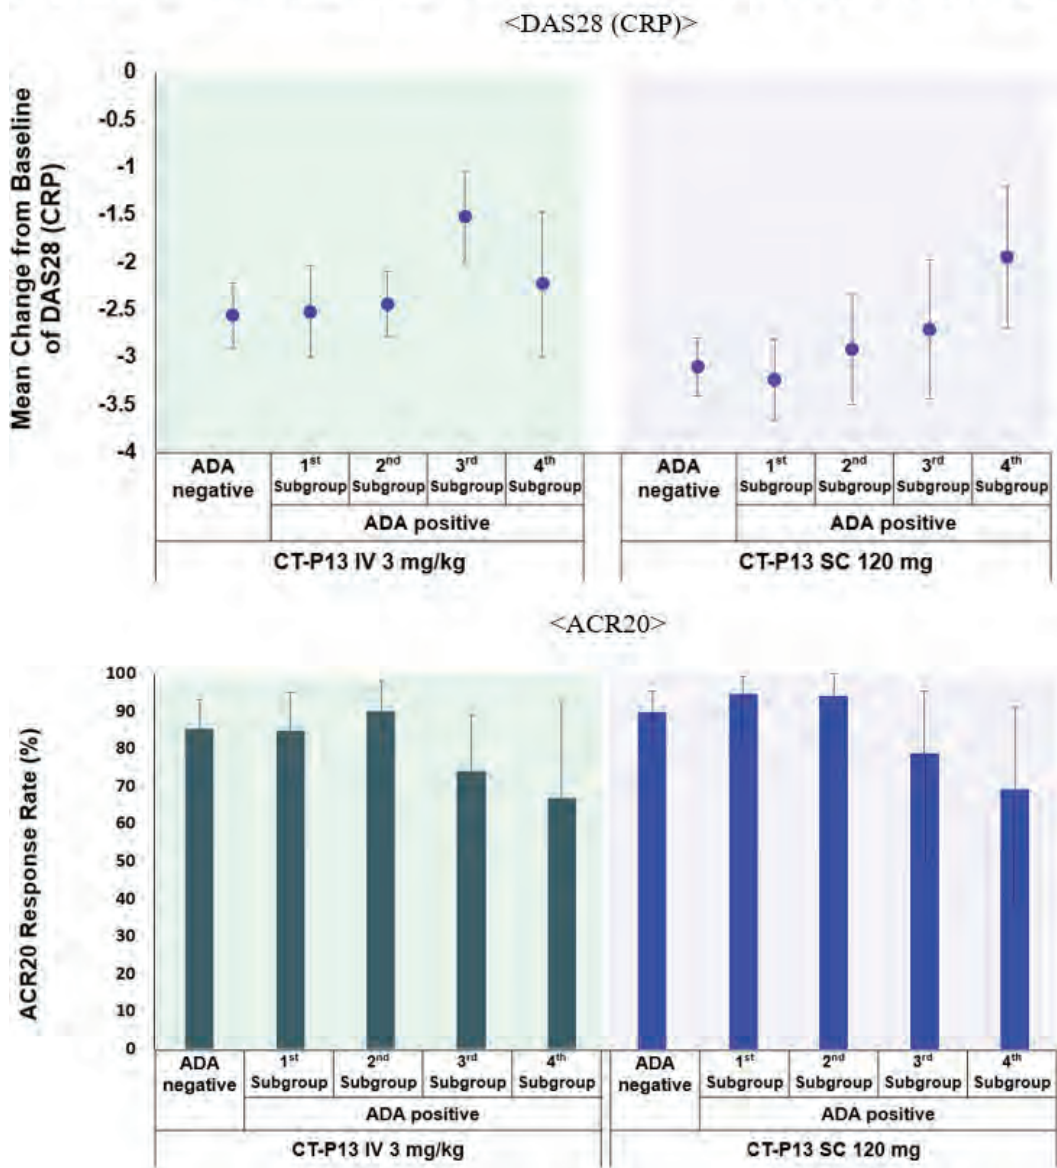 <DAS28 (CRP)>
Mean Change from Baseline
of DAS28 (CRP)
0
-0.5
-1
-1.5
-2
-2.5
-3
-3.5
-4
ADA negative 1st Subgroup 2nd Subgroup 3rd Subgroup 4th Subgroup
ADA positive
CT-P13 IV 3 mg/kg
ADA negative 1st Subgroup 2nd Subgroup 3rd Subgroup 4th Subgroup
ADA positive
CT-P13 SC 120 mg
<ACR20>
ACR20 Response Rate (%)
100
90
80
70
60
50
40
30
20
10
0
ADA negative 1st Subgroup 2nd Subgroup 3rd Subgroup 4th Subgroup
ADA positive
CT-P13 IV 3 mg/kg
ADA negative 1st Subgroup 2nd Subgroup 3rd Subgroup 4th Subgroup
ADA positive
CT-P13 SC 120 mg